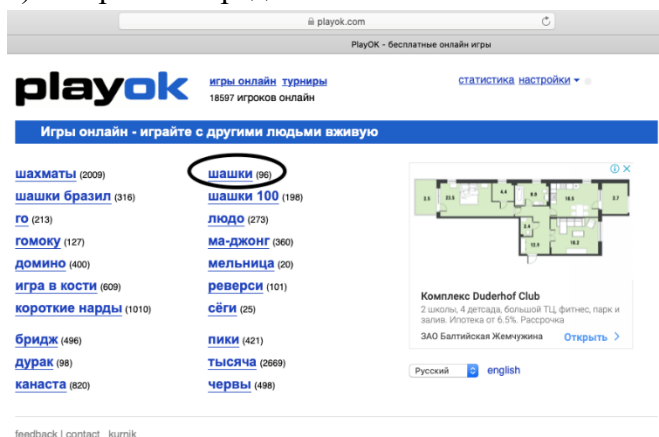 playok.com
PlayOK - бесплатные онлайн игры
playok
игры онлайн турниры
18597 игроков онлайн
статистика настройки
Игры онлайн - играйте с другими людьми вживую
шахматы (2009)
шашки бразил (316)
го (213)
гомоку (127)
домино (400)
игра в кости (609)
короткие нарды (1010)
бридж (496)
дурак (98)
канаста (820)
шашки (96)
шашки 100 (198)
людо (273)
ма-джонг (360)
мельница (20)
реверси (101)
сёги (25)
пики (421)
тысяча (2669)
червы (498)
Комплекс Duderhof Club
2 школы, 4 детсада, большой ТЦ, фитнес, парк и
залив. Ипотека от 6.5%. Рассрочка
ЗАО Балтийская Жемчужина Открыть
Русский english
feedback | contact kurnik